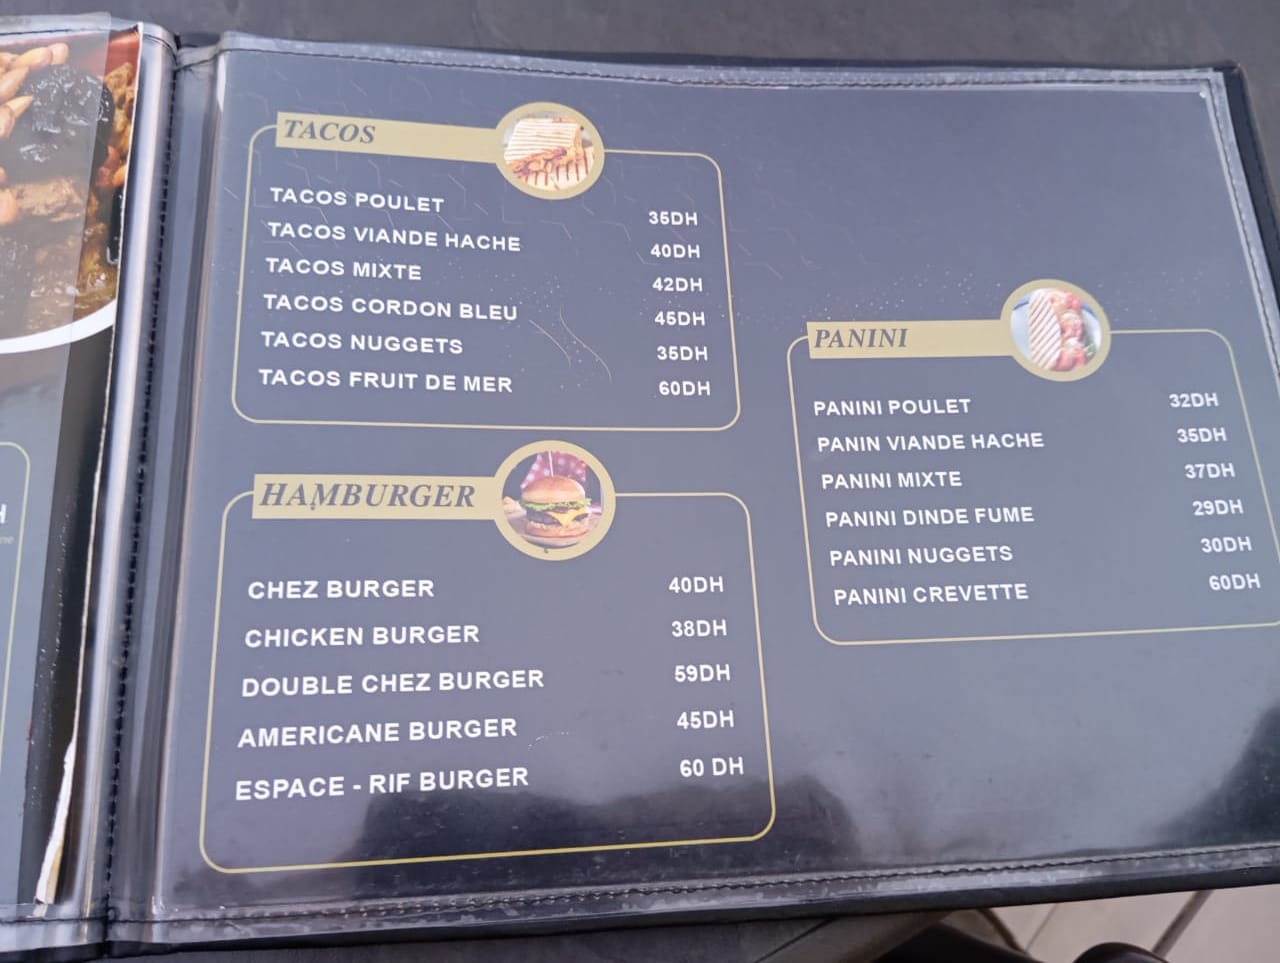 TACOS
TACOS POULET 35DH
TACOS VIANDE HACHE 40DH
TACOS MIXTE 42DH
TACOS CORDON BLEU 45DH
TACOS NUGGETS 35DH
TACOS FRUIT DE MER 60DH
HAMBURGER
CHEZ BURGER 40DH
CHICKEN BURGER 38DH
DOUBLE CHEZ BURGER 59DH
AMERICANE BURGER 45DH
ESPACE - RIF BURGER 60 DH
PANINI
PANINI POULET 32DH
PANIN VIANDE HACHE 35DH
PANINI MIXTE 37DH
PANINI DINDE FUME 29DH
PANINI NUGGETS 30DH
PANINI CREVETTE 60DH